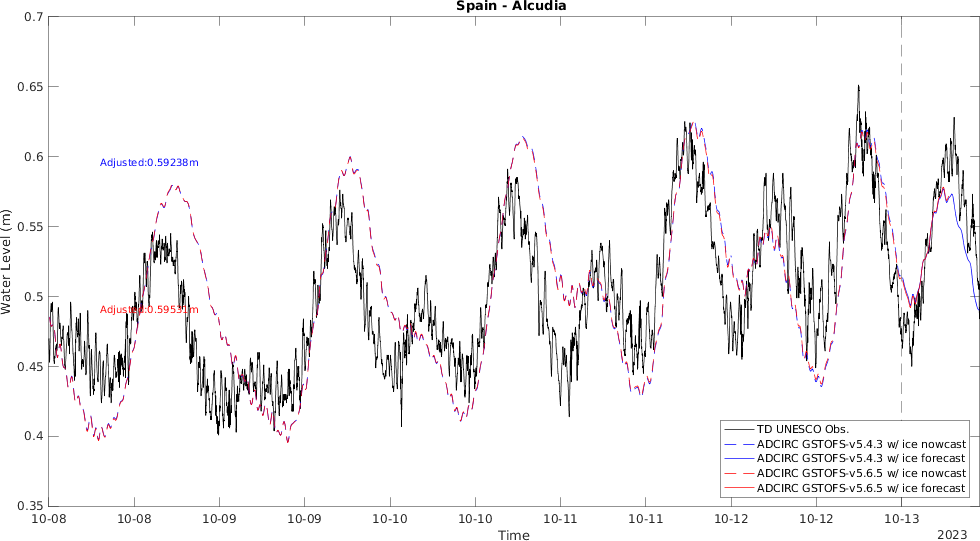 Spain - Alcudia
0.7
0.65
0.6
0.55
0.5
0.45
0.4
0.35
Water Level (m)
Adjusted:0.59238m
Adjusted:0.59531m
TD UNESCO Obs.
ADCIRC GSTOFS-v5.4.3 w/ ice nowcast
ADCIRC GSTOFS-v5.4.3 w/ ice forecast
ADCIRC GSTOFS-v5.6.5 w/ ice nowcast
ADCIRC GSTOFS-v5.6.5 w/ ice forecast
10-08 10-08 10-09 10-09 10-10 10-10 10-11 10-11 10-12 10-12 10-13
Time
2023